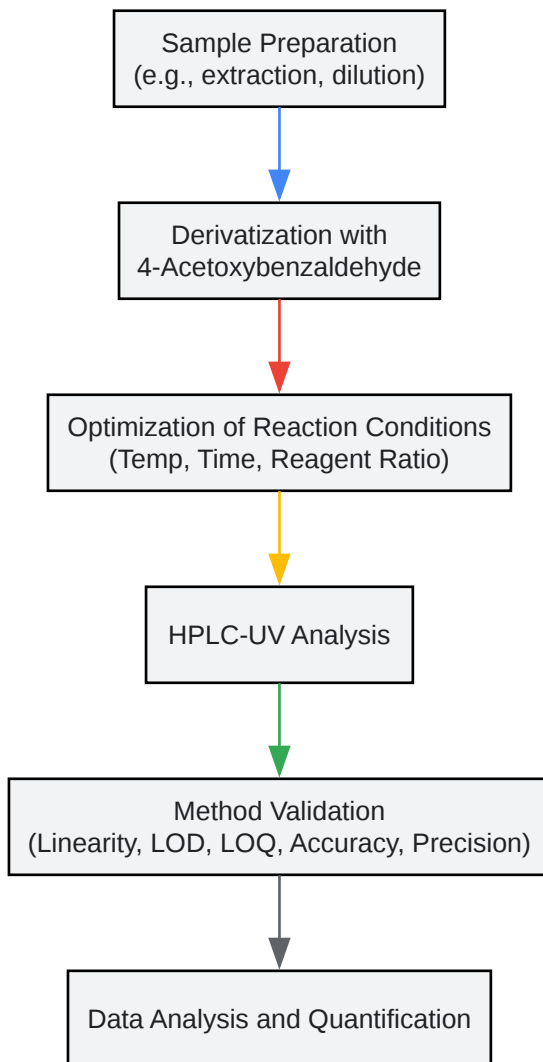 Sample Preparation
(e.g., extraction, dilution)
Derivatization with
4-Acetoxybenzaldehyde
Optimization of Reaction Conditions
(Temp, Time, Reagent Ratio)
HPLC-UV Analysis
Method Validation
(Linearity, LOD, LOQ, Accuracy, Precision)
Data Analysis and Quantification